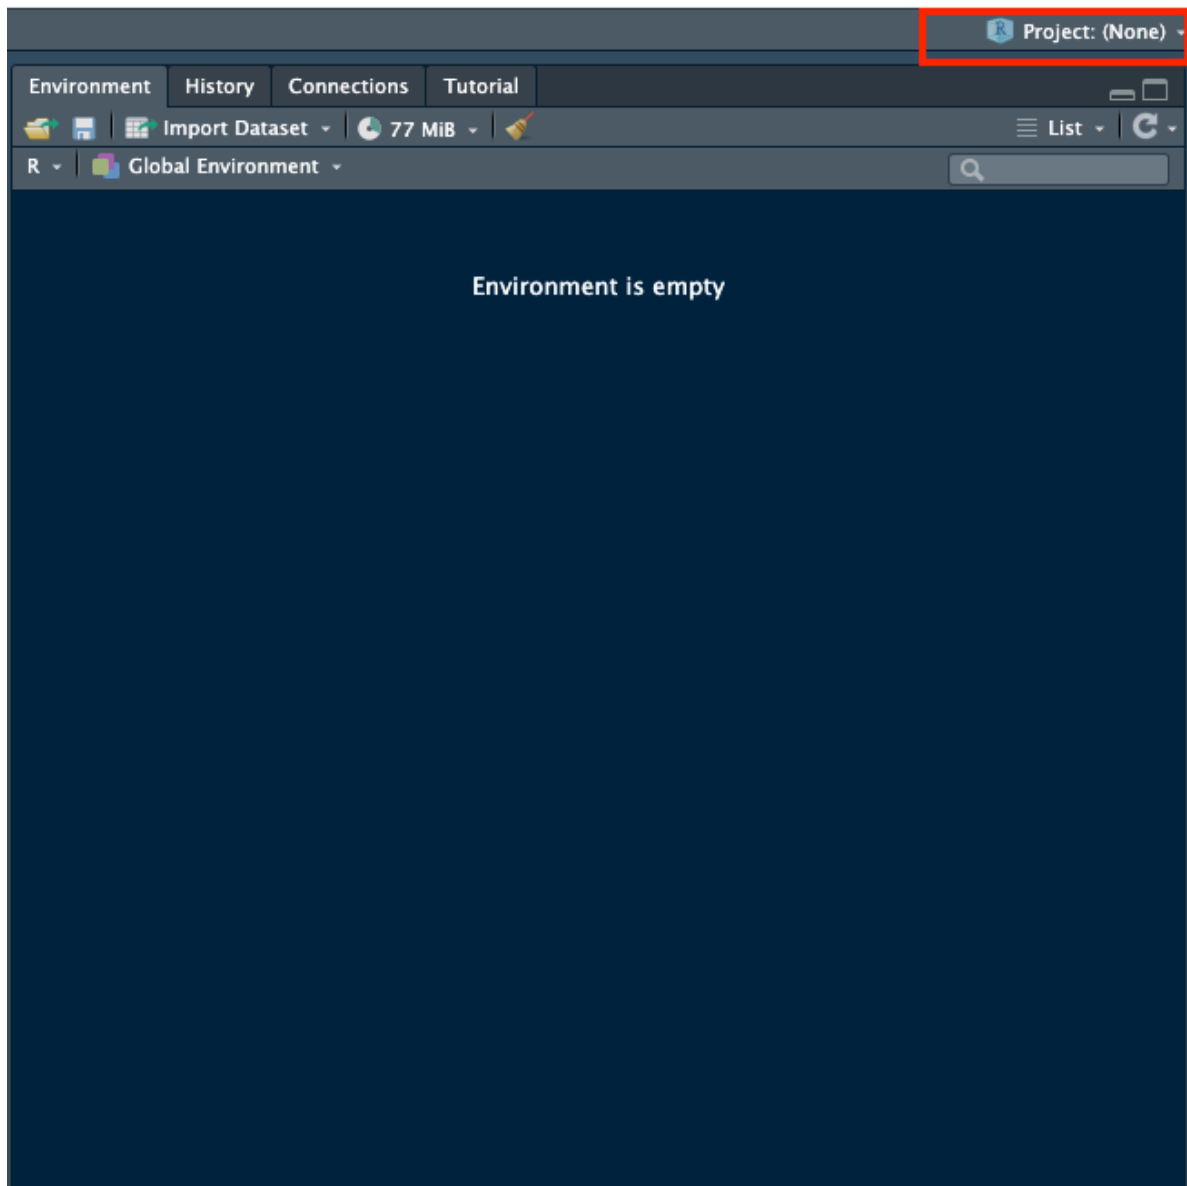 Project: (None)
Environment History Connections Tutorial
Import Dataset 77 MiB List
R Global Environment
Environment is empty